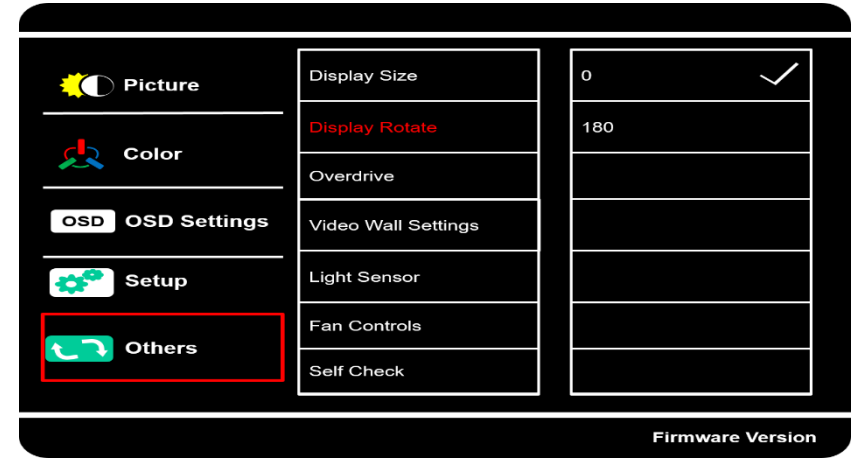 Picture
Color
OSD OSD Settings
Setup
Others
Display Size
Display Rotate
Overdrive
Video Wall Settings
Light Sensor
Fan Controls
Self Check
0
180
Firmware Version